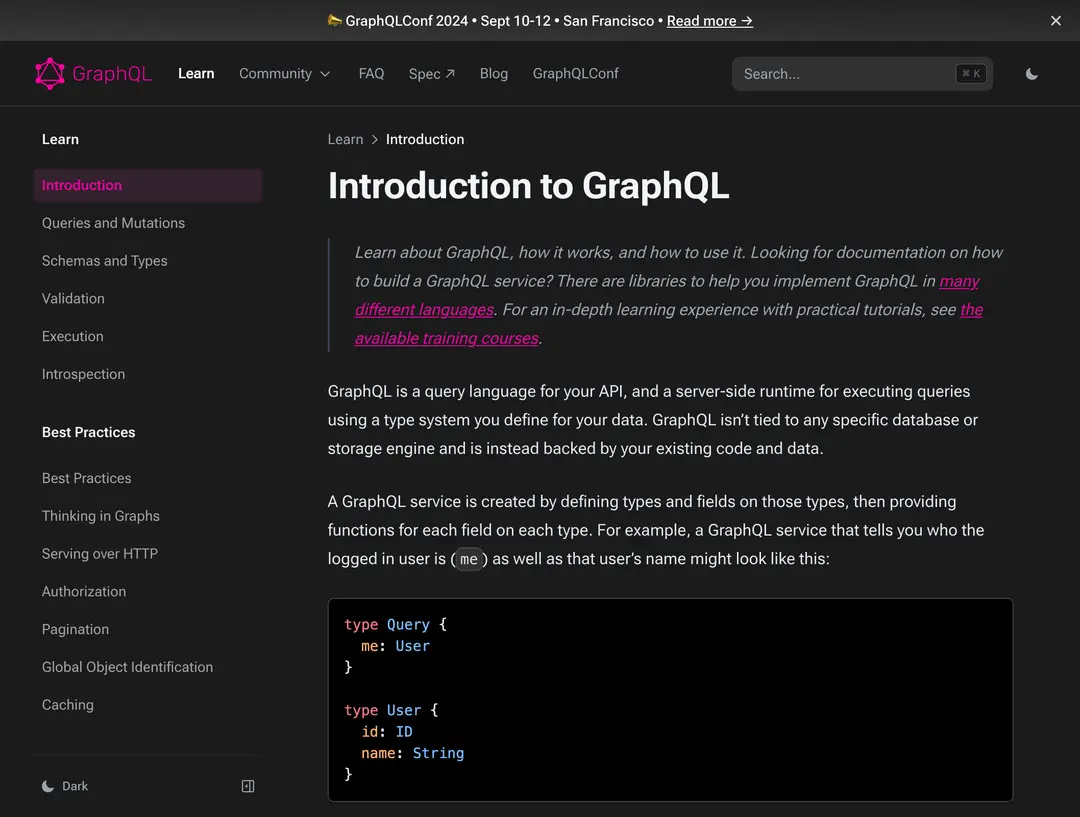 GraphQLConf 2024 • Sept 10-12 • San Francisco • Read more →
GraphQL
Learn
Community
FAQ
Spec ↗
Blog
GraphQLConf
Search...
⌘ K
Learn
Introduction
Queries and Mutations
Schemas and Types
Validation
Execution
Introspection
Best Practices
Best Practices
Thinking in Graphs
Serving over HTTP
Authorization
Pagination
Global Object Identification
Caching
Dark
Learn > Introduction
Introduction to GraphQL
Learn about GraphQL, how it works, and how to use it. Looking for documentation on how
to build a GraphQL service? There are libraries to help you implement GraphQL in many
different languages. For an in-depth learning experience with practical tutorials, see the
available training courses.
GraphQL is a query language for your API, and a server-side runtime for executing queries
using a type system you define for your data. GraphQL isn’t tied to any specific database or
storage engine and is instead backed by your existing code and data.
A GraphQL service is created by defining types and fields on those types, then providing
functions for each field on each type. For example, a GraphQL service that tells you who the
logged in user is (me) as well as that user’s name might look like this:
type Query {
  me: User
}
type User {
  id: ID
  name: String
}